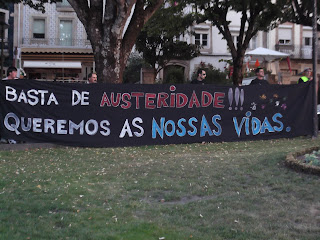 BASTA DE AUSTERIDADE!!!
QUEREMOS AS NOSSAS VIDAS.